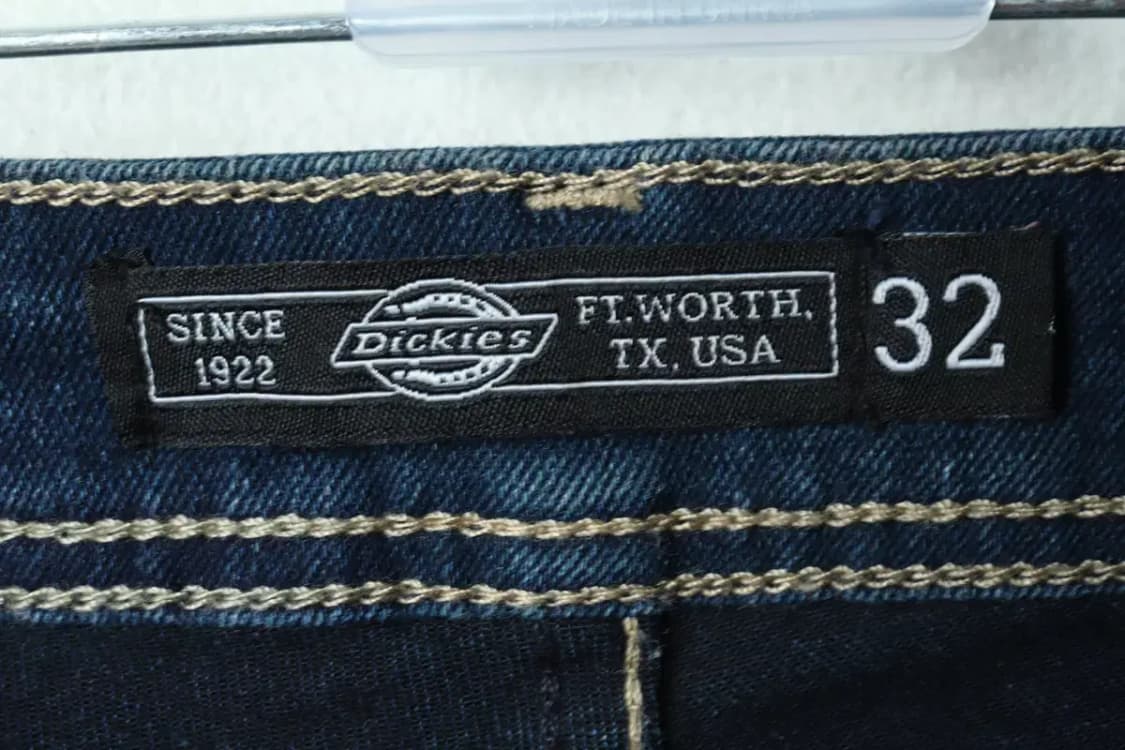 SINCE
1922
Dickies
FT.WORTH,
TX, USA
32